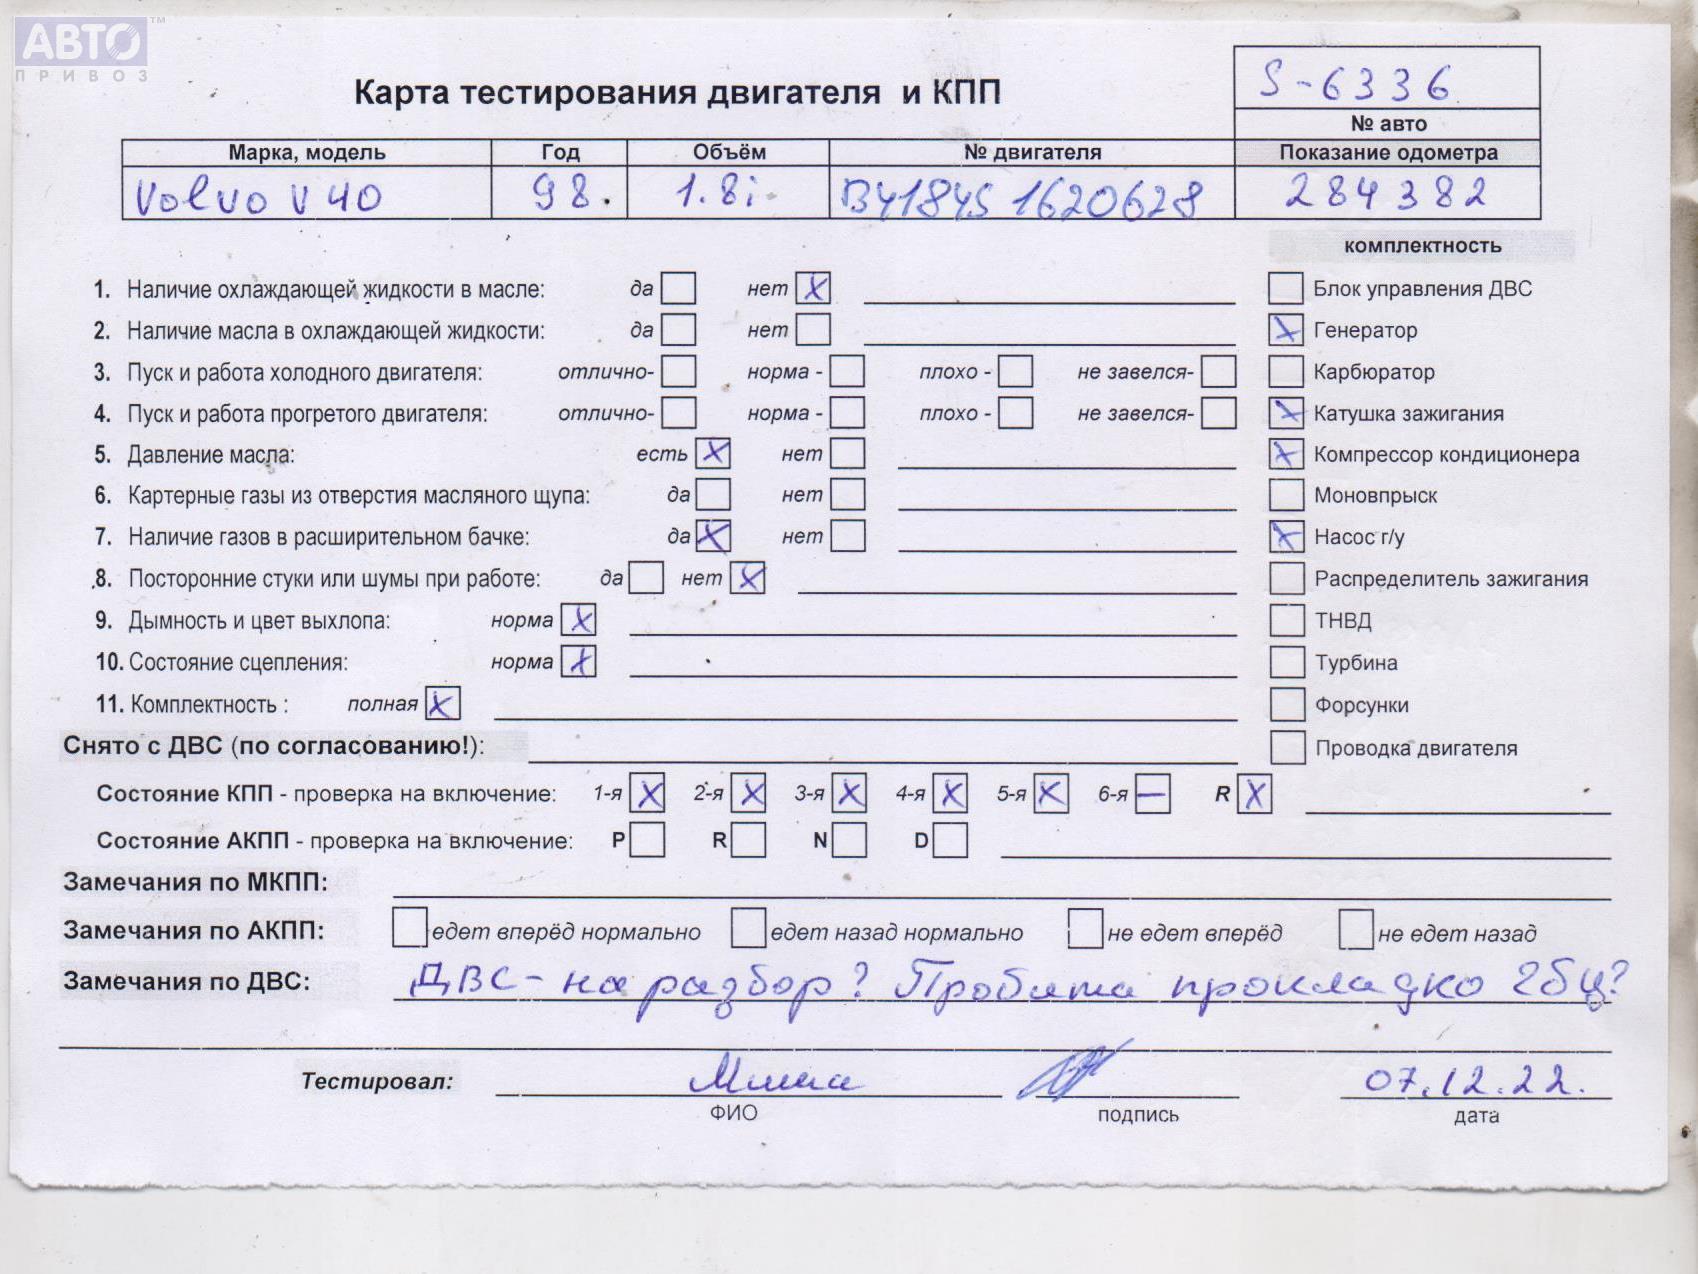 АВТО™
ПРИВОЗ
S-6336
Карта тестирования двигателя и КПП
№ авто
Марка, модель Год Объём № двигателя Показание одометра
Volvo V40 98. 1.8i B4184S 1620628 284382
комплектность
1. Наличие охлаждающей жидкости в масле: да нет X Блок управления ДВС
2. Наличие масла в охлаждающей жидкости: да нет X Генератор
3. Пуск и работа холодного двигателя: отлично- норма - плохо - не завелся- Карбюратор
4. Пуск и работа прогретого двигателя: отлично- норма - плохо - не завелся- X Катушка зажигания
5. Давление масла: есть X нет X Компрессор кондиционера
6. Картерные газы из отверстия масляного щупа: да нет Моновпрыск
7. Наличие газов в расширительном бачке: да X нет X Насос г/у
8. Посторонние стуки или шумы при работе: да нет X Распределитель зажигания
9. Дымность и цвет выхлопа: норма X ТНВД
10. Состояние сцепления: норма X Турбина
11. Комплектность : полная X Форсунки
Снято с ДВС (по согласованию!): Проводка двигателя
Состояние КПП - проверка на включение: 1-я X 2-я X 3-я X 4-я X 5-я X 6-я — R X
Состояние АКПП - проверка на включение: P R N D
Замечания по МКПП:
Замечания по АКПП: едет вперёд нормально едет назад нормально не едет вперёд не едет назад
Замечания по ДВС: ДВС - на разбор? Пробита прокладка гбц?
Тестировал: Миша 07.12.22.
ФИО подпись дата